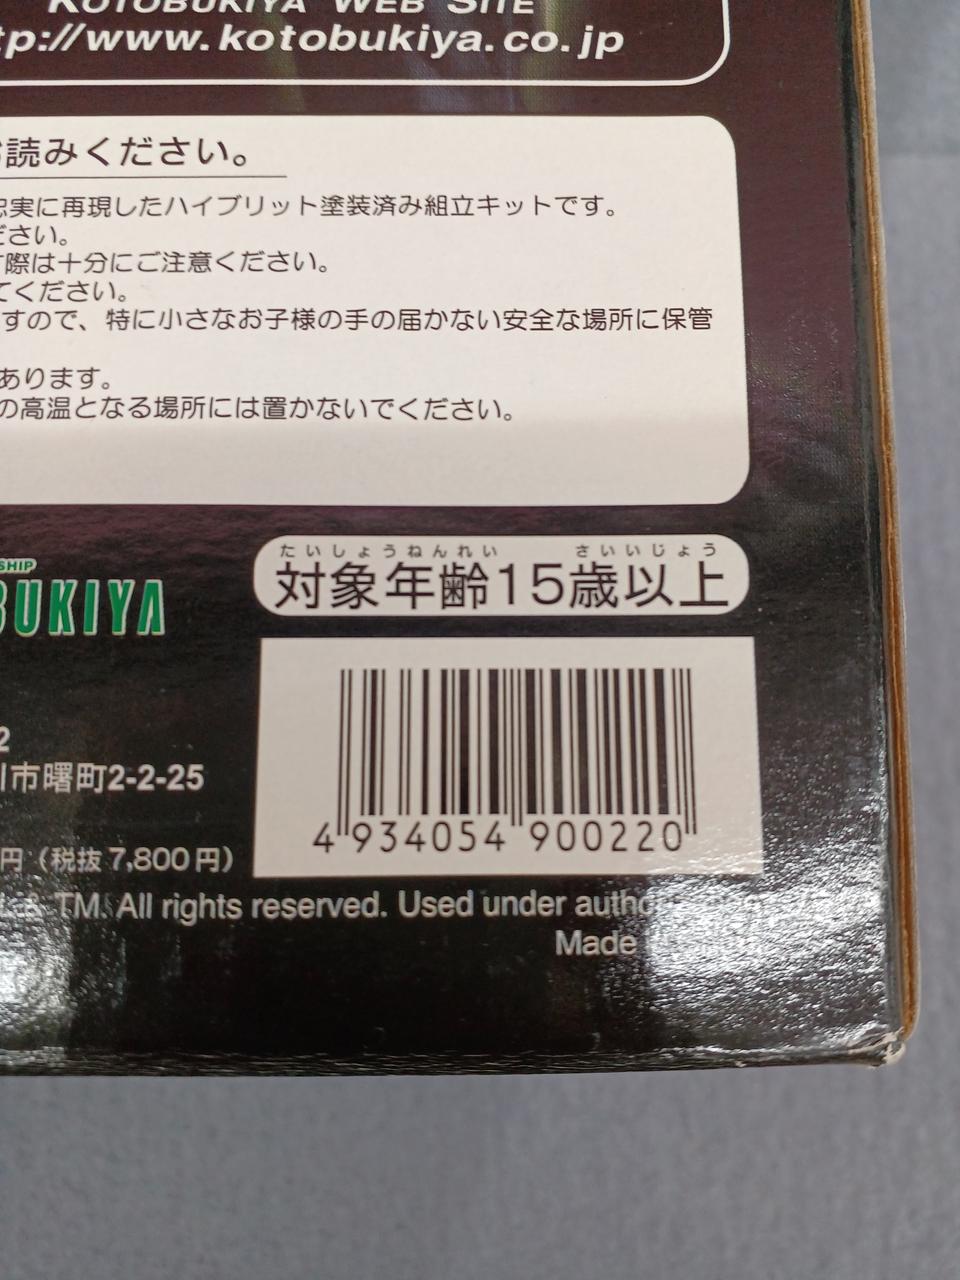 KOTOBUKIYA WEB SITE
tp://www.kotobukiya.co.jp
読みください。
忠実に再現したハイブリット塗装済み組立キットです。
ださい。
際は十分にご注意ください。
てください。
すので、特に小さなお子様の手の届かない安全な場所に保管
あります。
の高温となる場所には置かないでください。
たいしょうねんれい さいいじょう
対象年齢15歳以上
SHIP
BUKIYA
2
川市曙町2-2-25
円（税抜 7,800円）
4 934054 900220
& TM. All rights reserved. Used under
Made